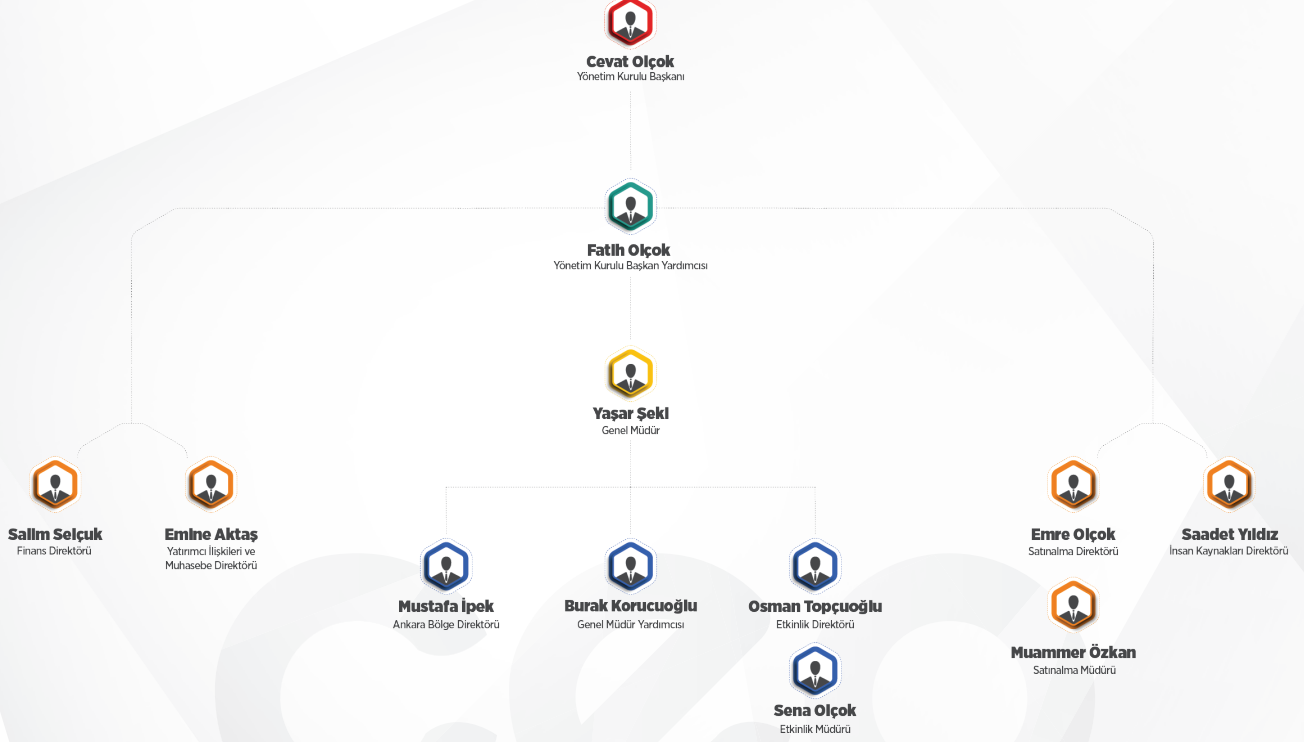 Cevat Olçok
Yönetim Kurulu Başkanı
Fatih Olçok
Yönetim Kurulu Başkan Yardımcısı
Yaşar Şekl
Genel Müdür
Salim Selçuk
Finans Direktörü
Emine Aktaş
Yatırımcı İlişkileri ve
Muhasebe Direktörü
Mustafa İpek
Ankara Bölge Direktörü
Burak Korucuoğlu
Genel Müdür Yardımcısı
Osman Topçuoğlu
Etkinlik Direktörü
Sena Olçok
Etkinlik Müdürü
Emre Olçok
Satınalma Direktörü
Muammer Özkan
Satınalma Müdürü
Saadet Yıldız
İnsan Kaynakları Direktörü